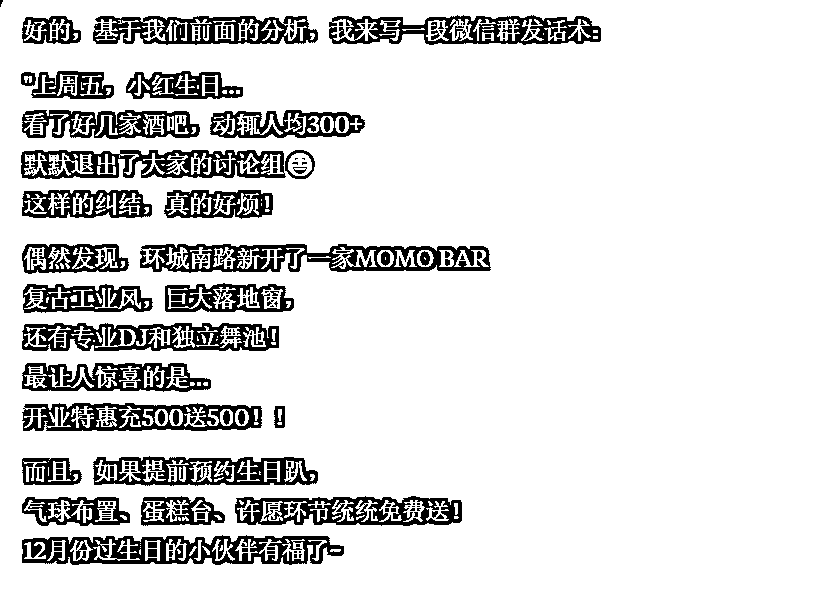 好的，基于我们前面的分析，我来写一段微信群发话术：
"上周五，小红生日...
看了好几家酒吧，动辄人均300+
默默退出了大家的讨论组😅
这样的纠结，真的好烦！
偶然发现，环城南路新开了一家MOMO BAR
复古工业风，巨大落地窗，
还有专业DJ和独立舞池！
最让人惊喜的是...
开业特惠充500送500！！
而且，如果提前预约生日趴，
气球布置、蛋糕台、许愿环节统统免费送！
12月份过生日的小伙伴有福了~